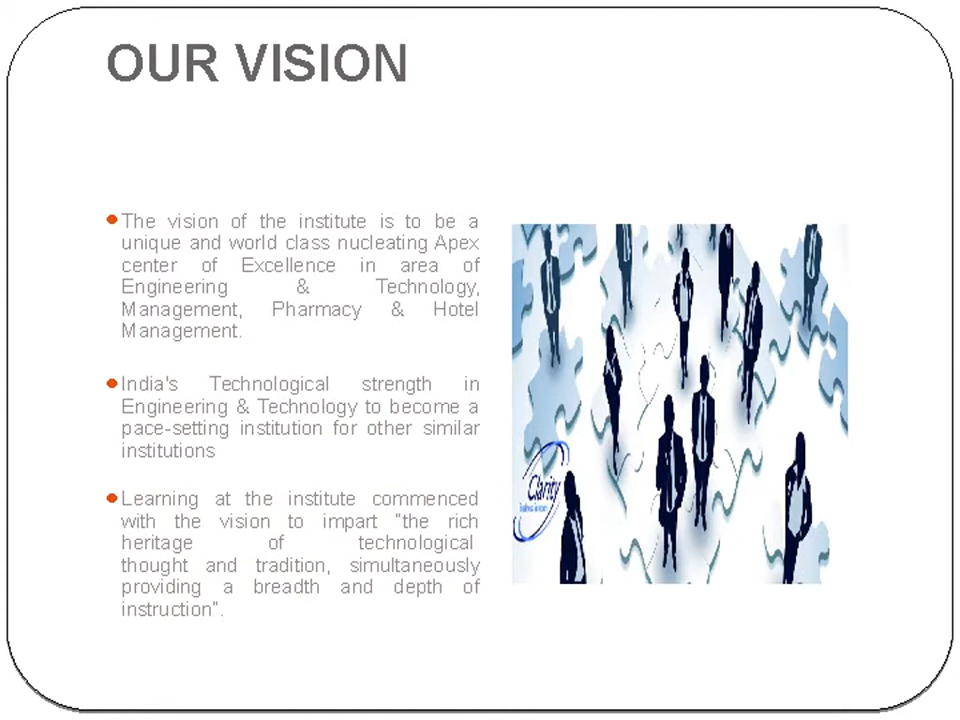 OUR VISION
The vision of the institute is to be a
unique and world class nucleating Apex
center of Excellence in area of
Engineering & Technology,
Management, Pharmacy & Hotel
Management.
India's Technological strength in
Engineering & Technology to become a
pace-setting institution for other similar
institutions
Learning at the institute commenced
with the vision to impart "the rich
heritage of technological
thought and tradition, simultaneously
providing a breadth and depth of
instruction".
Clarity